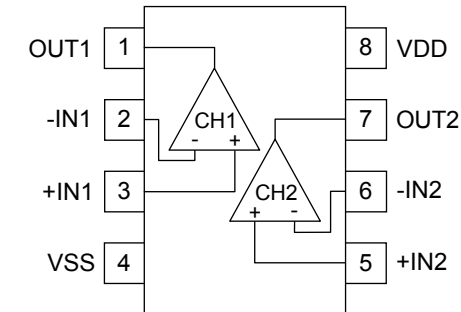 OUT1 1 8 VDD
-IN1 2 CH1 7 OUT2
- +
+IN1 3 CH2 6 -IN2
+ -
VSS 4 5 +IN2